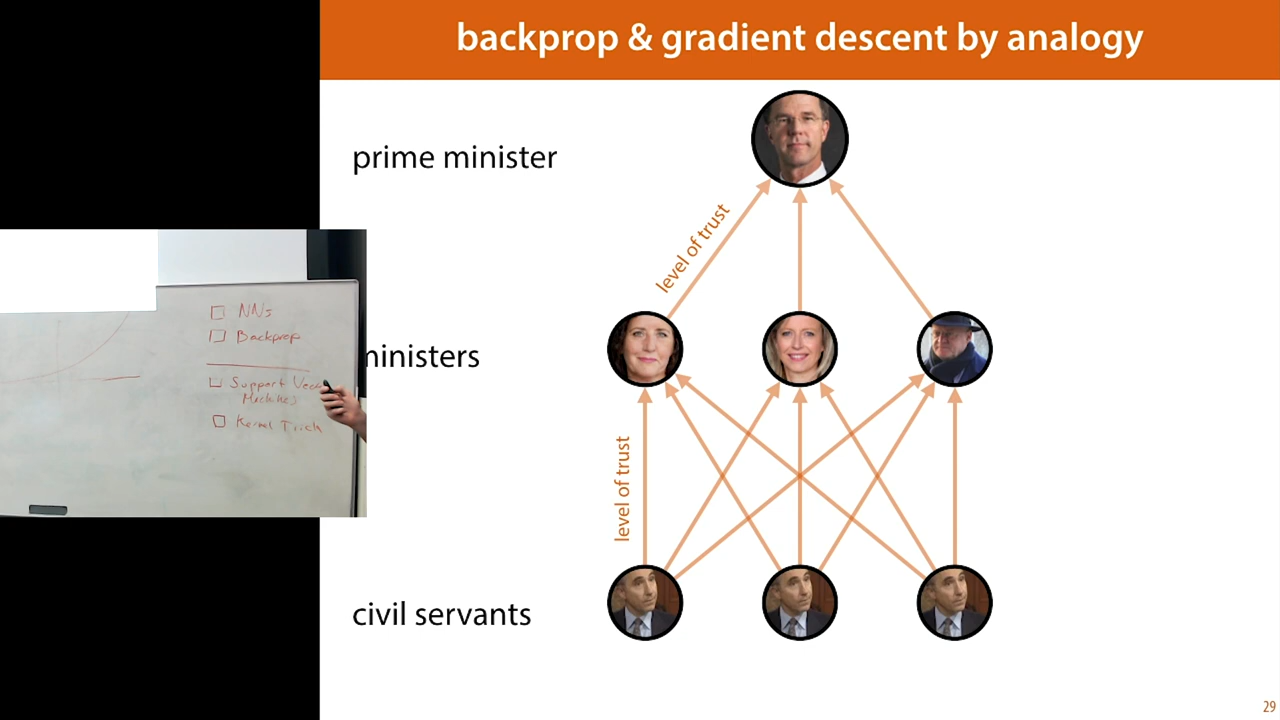 backprop & gradient descent by analogy
prime minister
level of trust
NNs
Backprop
ministers
Support Vec
Machines
Kernel Trick
level of trust
civil servants
29